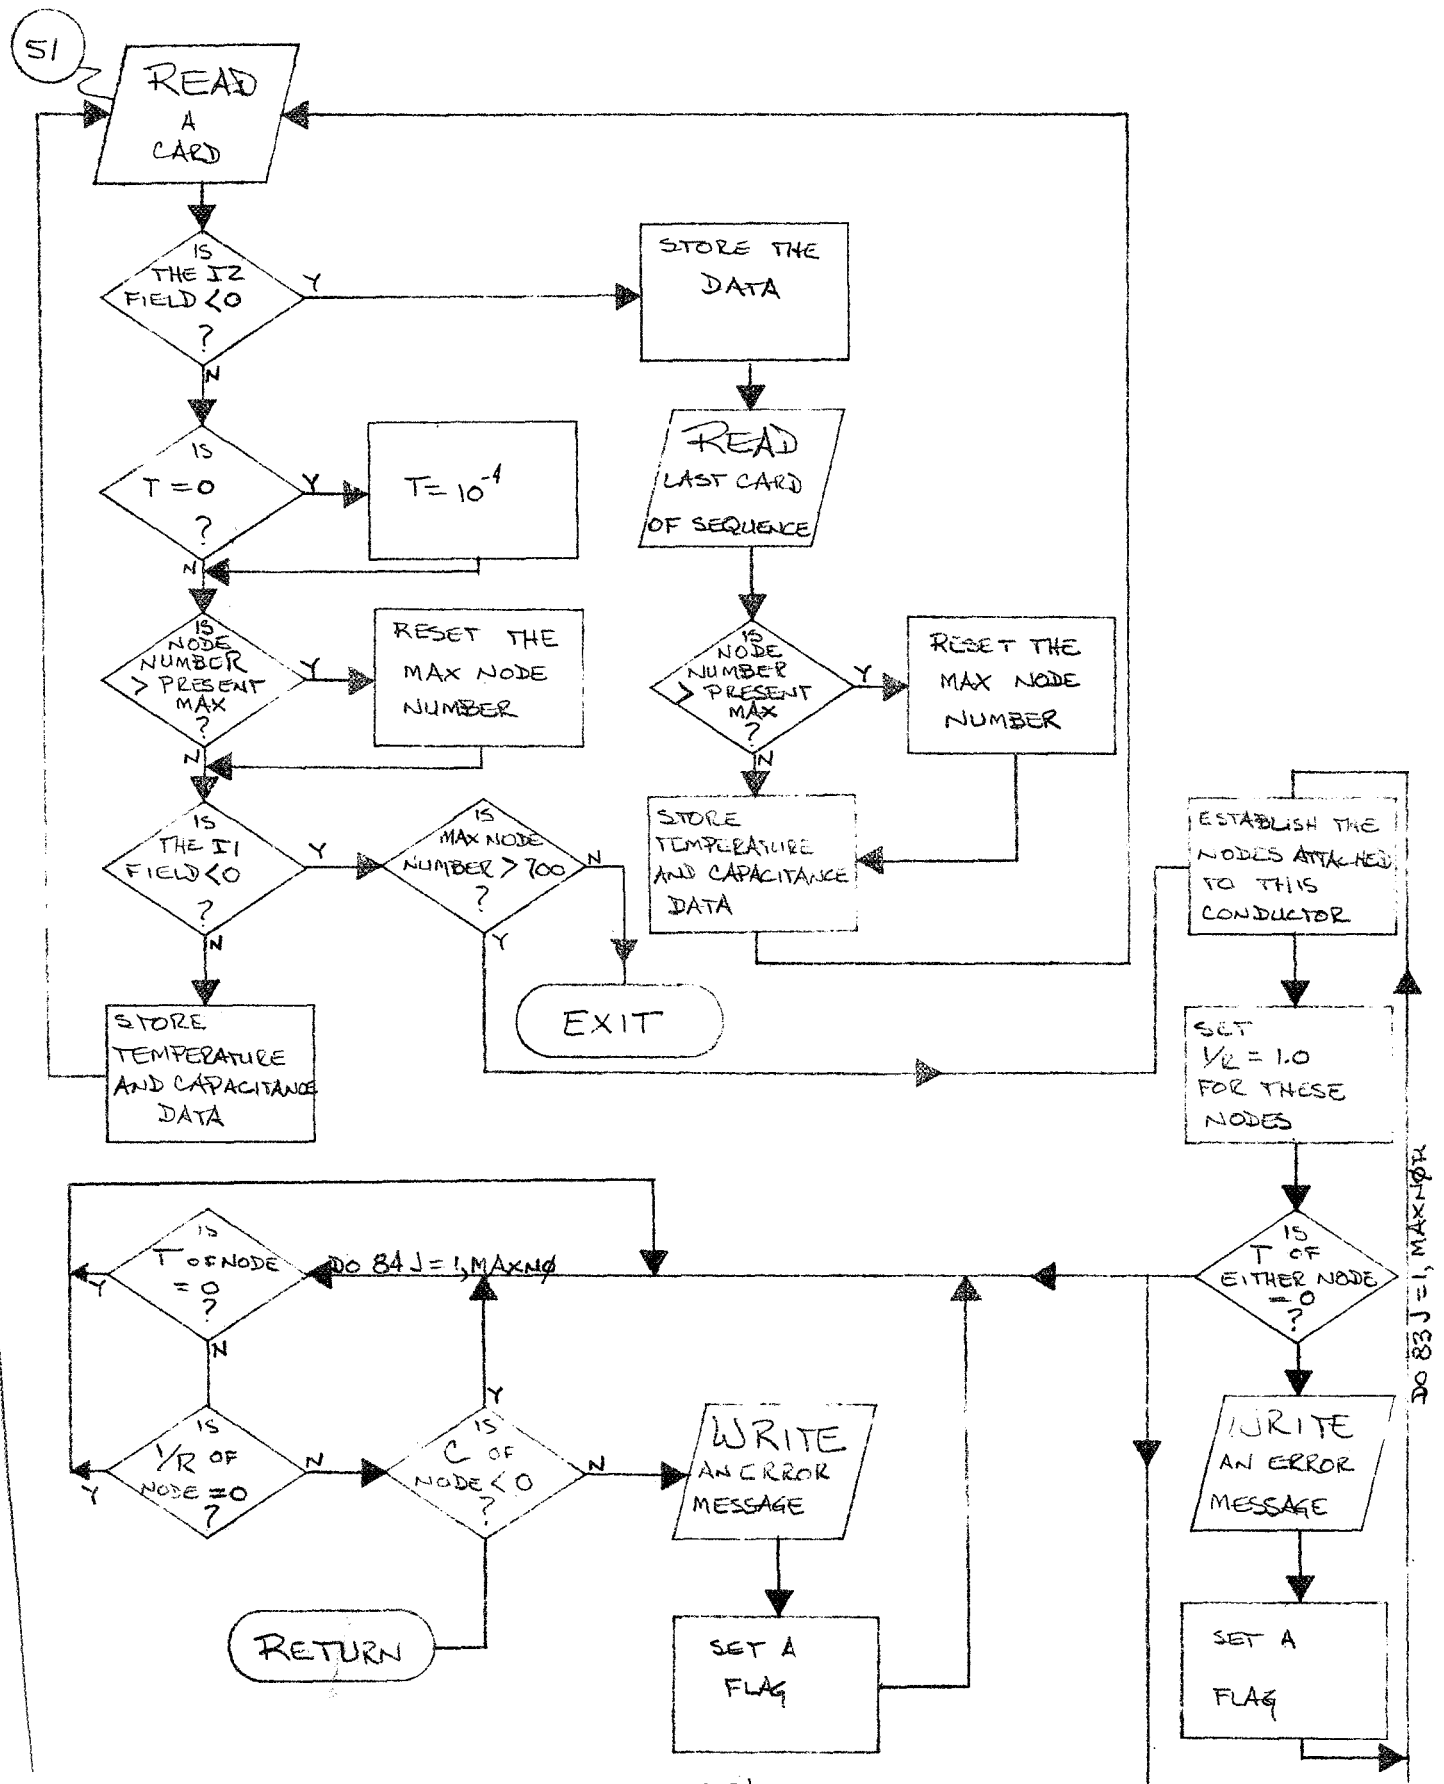 51
READ
A
CARD
IS
THE I2
FIELD <0
?
Y
N
STORE THE
DATA
IS
T = 0
?
Y
N
T = 10^-4
READ
LAST CARD
OF SEQUENCE
IS
NODE
NUMBER
> PRESENT
MAX
?
Y
N
RESET THE
MAX NODE
NUMBER
IS
NODE
NUMBER
> PRESENT
MAX
?
Y
N
RESET THE
MAX NODE
NUMBER
IS
THE I1
FIELD <0
?
Y
N
IS
MAX NODE
NUMBER > 700
?
N
Y
EXIT
STORE
TEMPERATURE
AND CAPACITANCE
DATA
STORE
TEMPERATURE
AND CAPACITANCE
DATA
ESTABLISH THE
NODES ATTACHED
TO THIS
CONDUCTOR
SET
1/R = 1.0
FOR THESE
NODES
DO 83 J = 1, MAXNØR
IS
T OF
EITHER NODE
= 0
?
WRITE
AN ERROR
MESSAGE
SET A
FLAG
DO 84 J = 1, MAXNØ
IS
T OF NODE
= 0
?
Y
N
IS
1/R OF
NODE = 0
?
Y
N
IS
C OF
NODE < 0
?
Y
N
WRITE
AN ERROR
MESSAGE
SET A
FLAG
RETURN